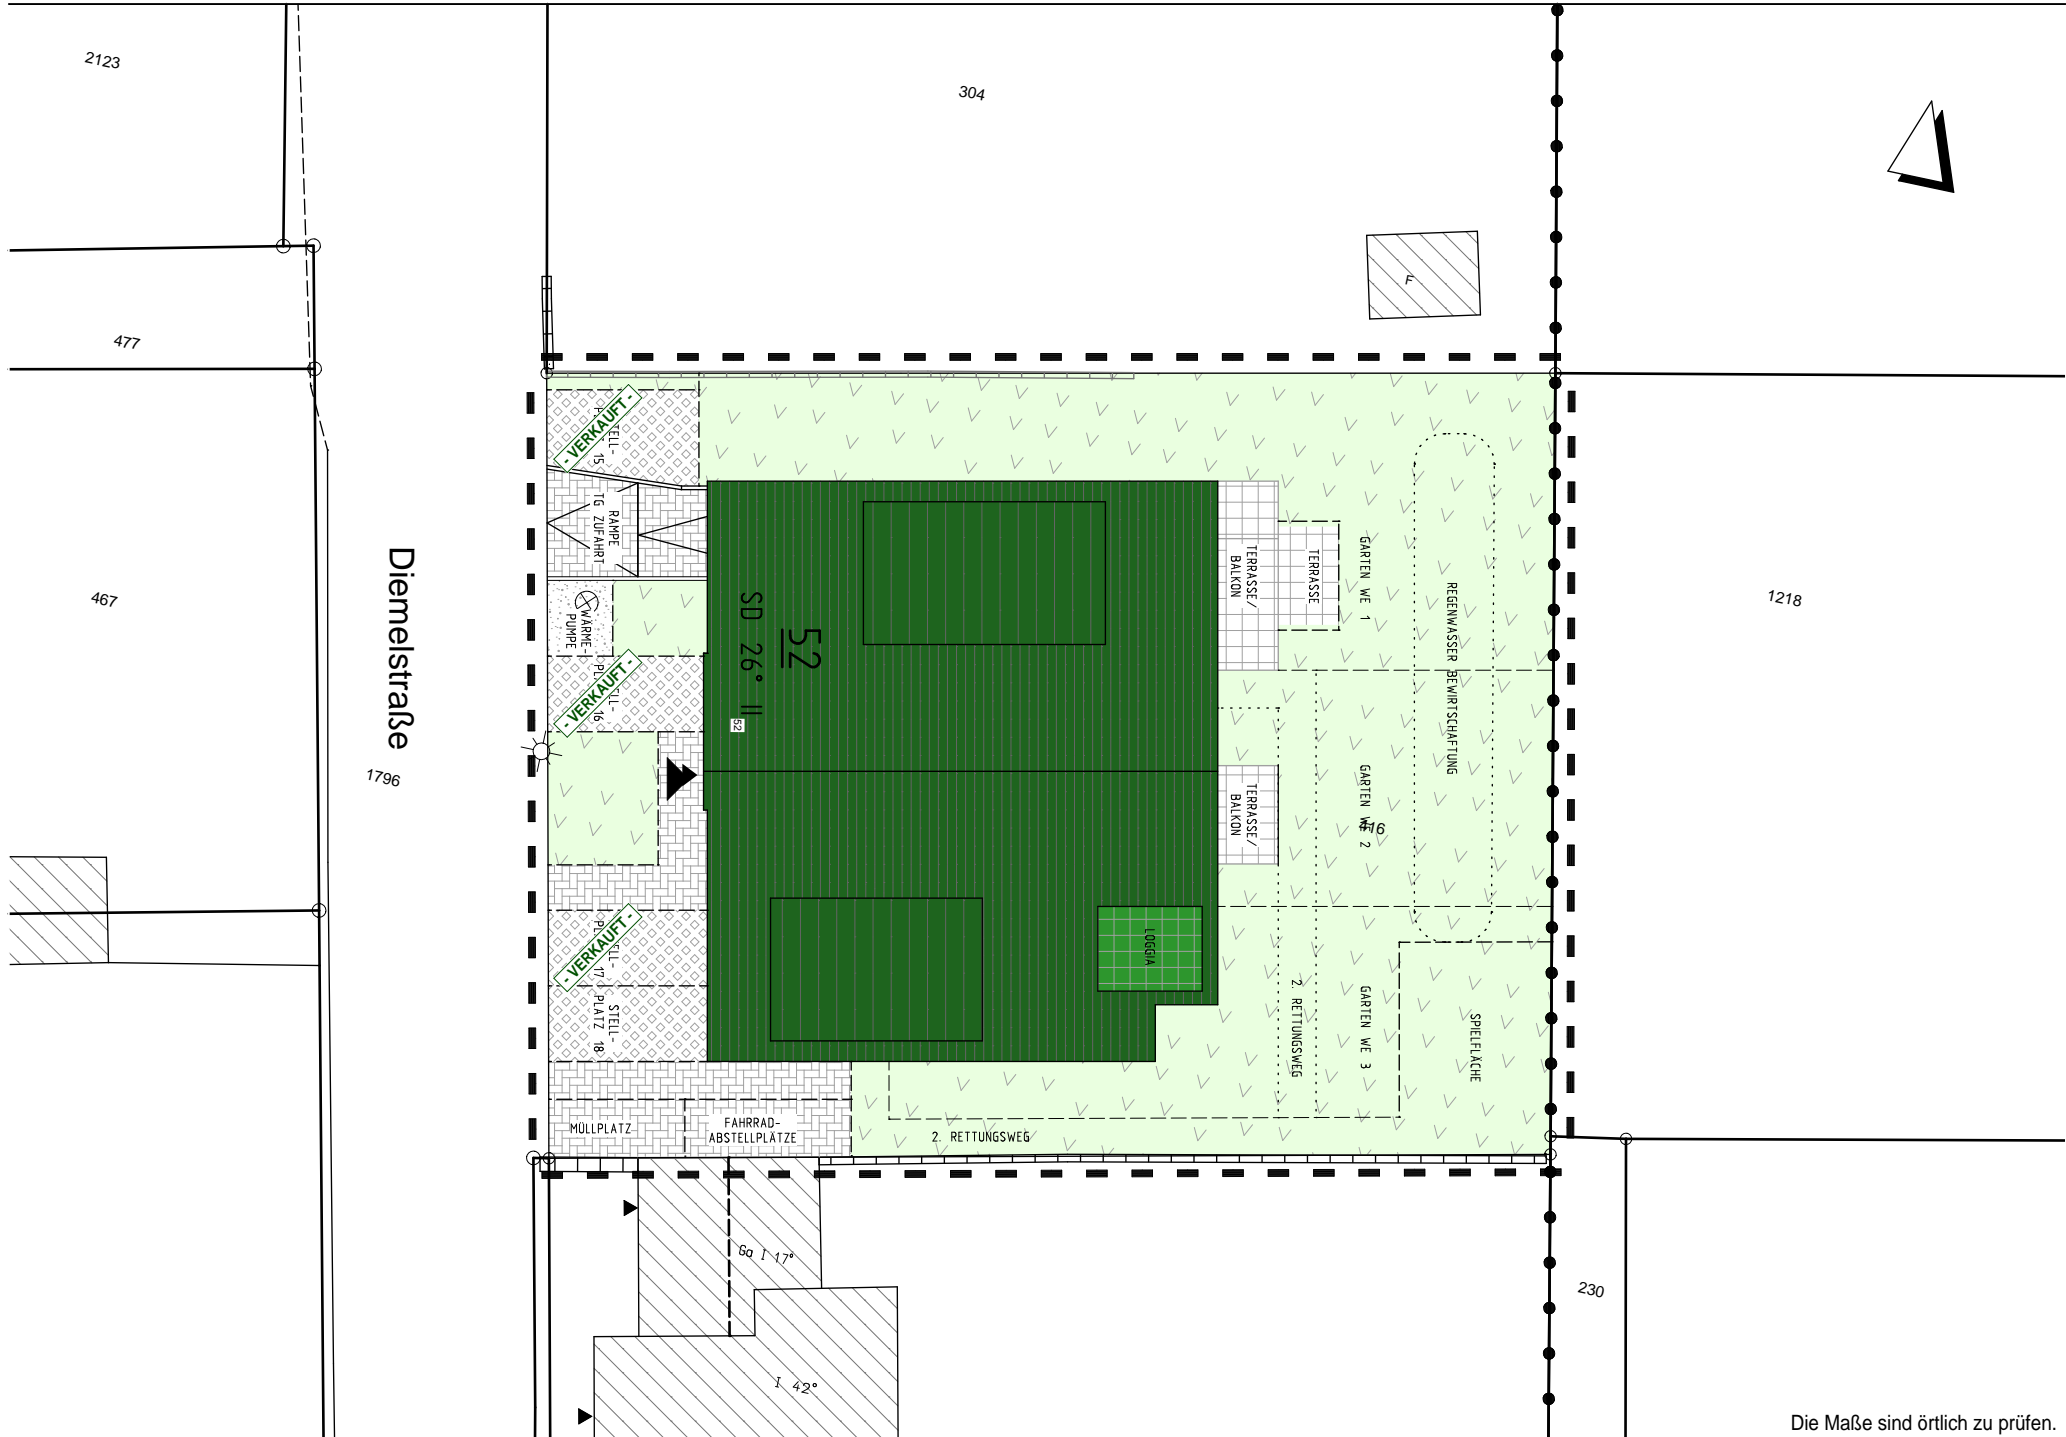 2123
304
477
467
Diemelstraße
1796
1218
230
F
- VERKAUFT -
15
RAMPE
TG ZUFAHRT
WÄRME-
PUMPE
- VERKAUFT -
16
- VERKAUFT -
17
STELL-
PLATZ 18
52
SD 26° II
52
TERRASSE/
BALKON
TERRASSE
GARTEN WE 1
REGENWASSER BEWIRTSCHAFTUNG
TERRASSE/
BALKON
GARTEN WE 2
416
LOGGIA
2. RETTUNGSWEG
GARTEN WE 3
SPIELFLÄCHE
MÜLLPLATZ
FAHRRAD-
ABSTELLPLÄTZE
2. RETTUNGSWEG
Ga I 17°
I 42°
Die Maße sind örtlich zu prüfen.